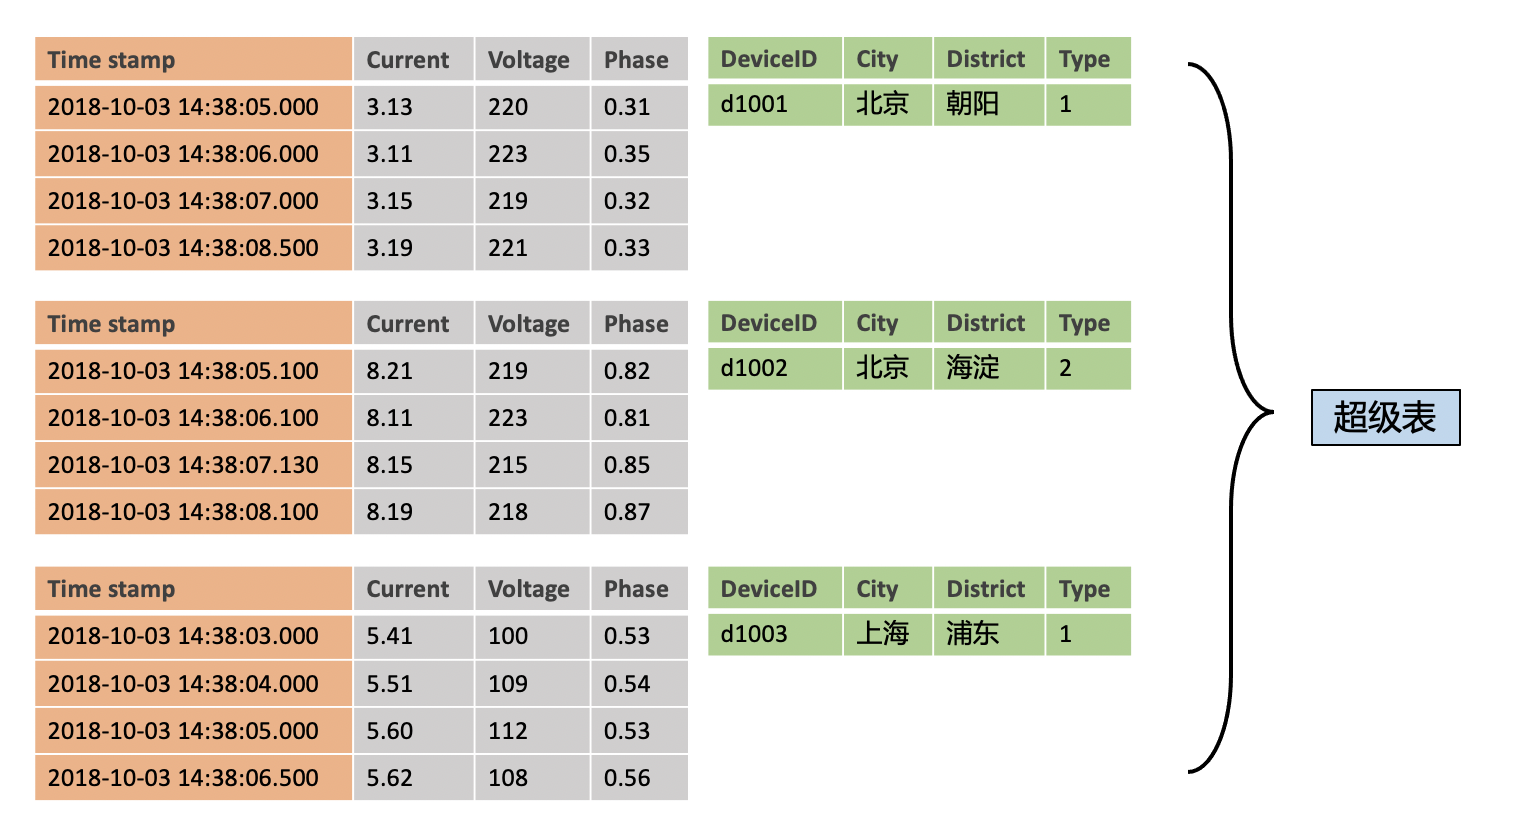 Time stamp Current Voltage Phase
2018-10-03 14:38:05.000 3.13 220 0.31
2018-10-03 14:38:06.000 3.11 223 0.35
2018-10-03 14:38:07.000 3.15 219 0.32
2018-10-03 14:38:08.500 3.19 221 0.33
DeviceID City District Type
d1001 北京 朝阳 1
Time stamp Current Voltage Phase
2018-10-03 14:38:05.100 8.21 219 0.82
2018-10-03 14:38:06.100 8.11 223 0.81
2018-10-03 14:38:07.130 8.15 215 0.85
2018-10-03 14:38:08.100 8.19 218 0.87
DeviceID City District Type
d1002 北京 海淀 2
Time stamp Current Voltage Phase
2018-10-03 14:38:03.000 5.41 100 0.53
2018-10-03 14:38:04.000 5.51 109 0.54
2018-10-03 14:38:05.000 5.60 112 0.53
2018-10-03 14:38:06.500 5.62 108 0.56
DeviceID City District Type
d1003 上海 浦东 1
超级表